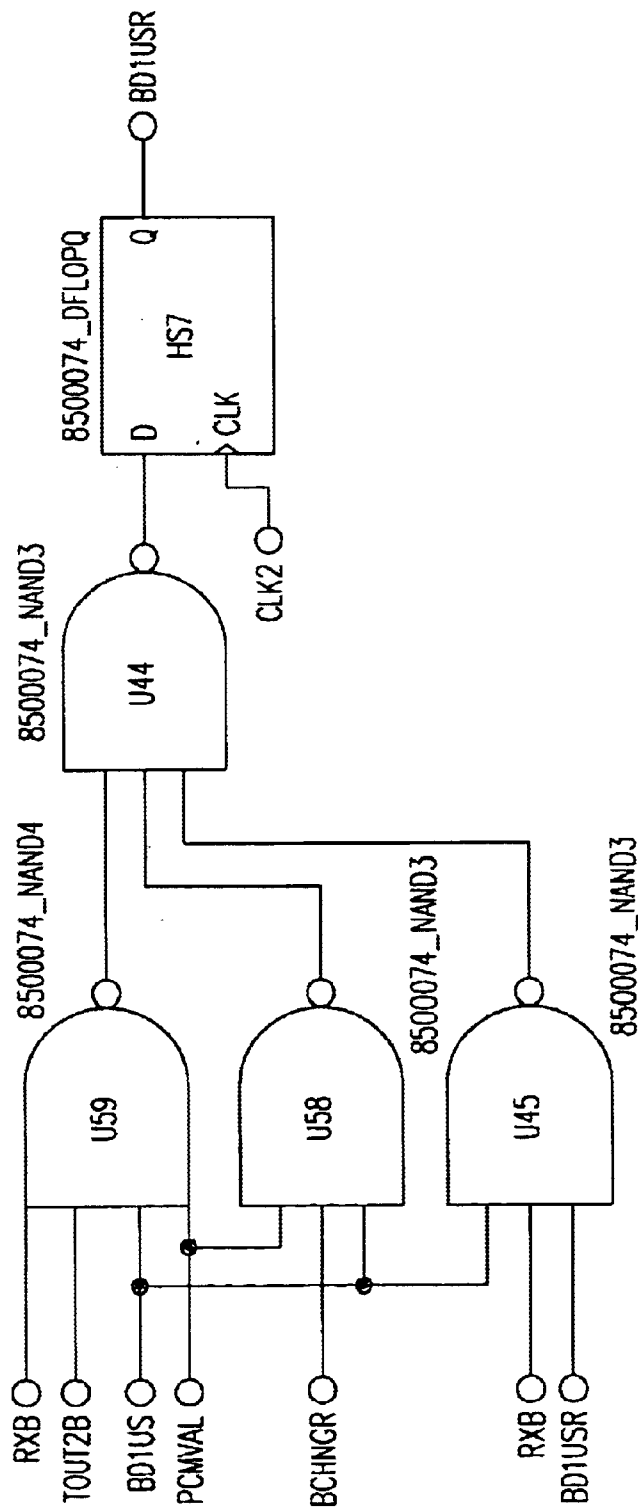 RXB
TOUT2B
BD1US
PCMVAL
BCHNGR
RXB
BD1USR
8500074_NAND4
U59
U58
8500074_NAND3
U45
8500074_NAND3
8500074_NAND3
U44
8500074_DFLOPQ
D
Q
HS7
CLK
CLK2
BD1USR